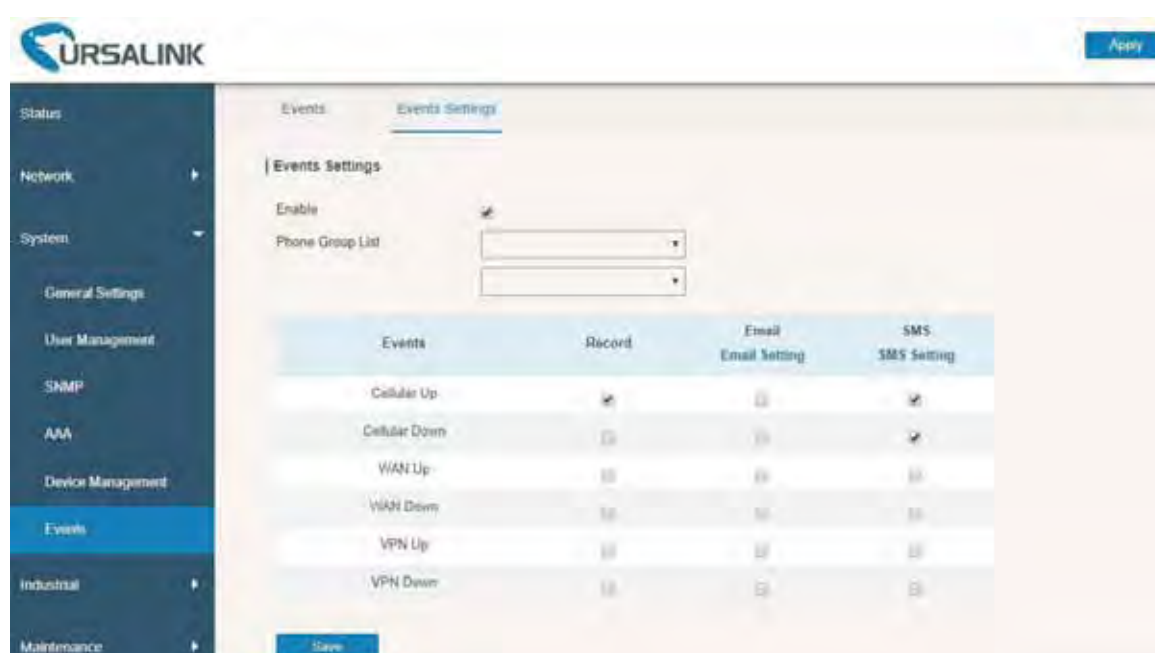 URSALINK
Apply
Status
Network
System
General Settings
User Management
SNMP
AAA
Device Management
Events
Industrial
Maintenance
Events Events Settings
Events Settings
Enable
Phone Group List
Events Record Email SMS
Email Setting SMS Setting
Cellular Up
Cellular Down
WAN Up
WAN Down
VPN Up
VPN Down
Save